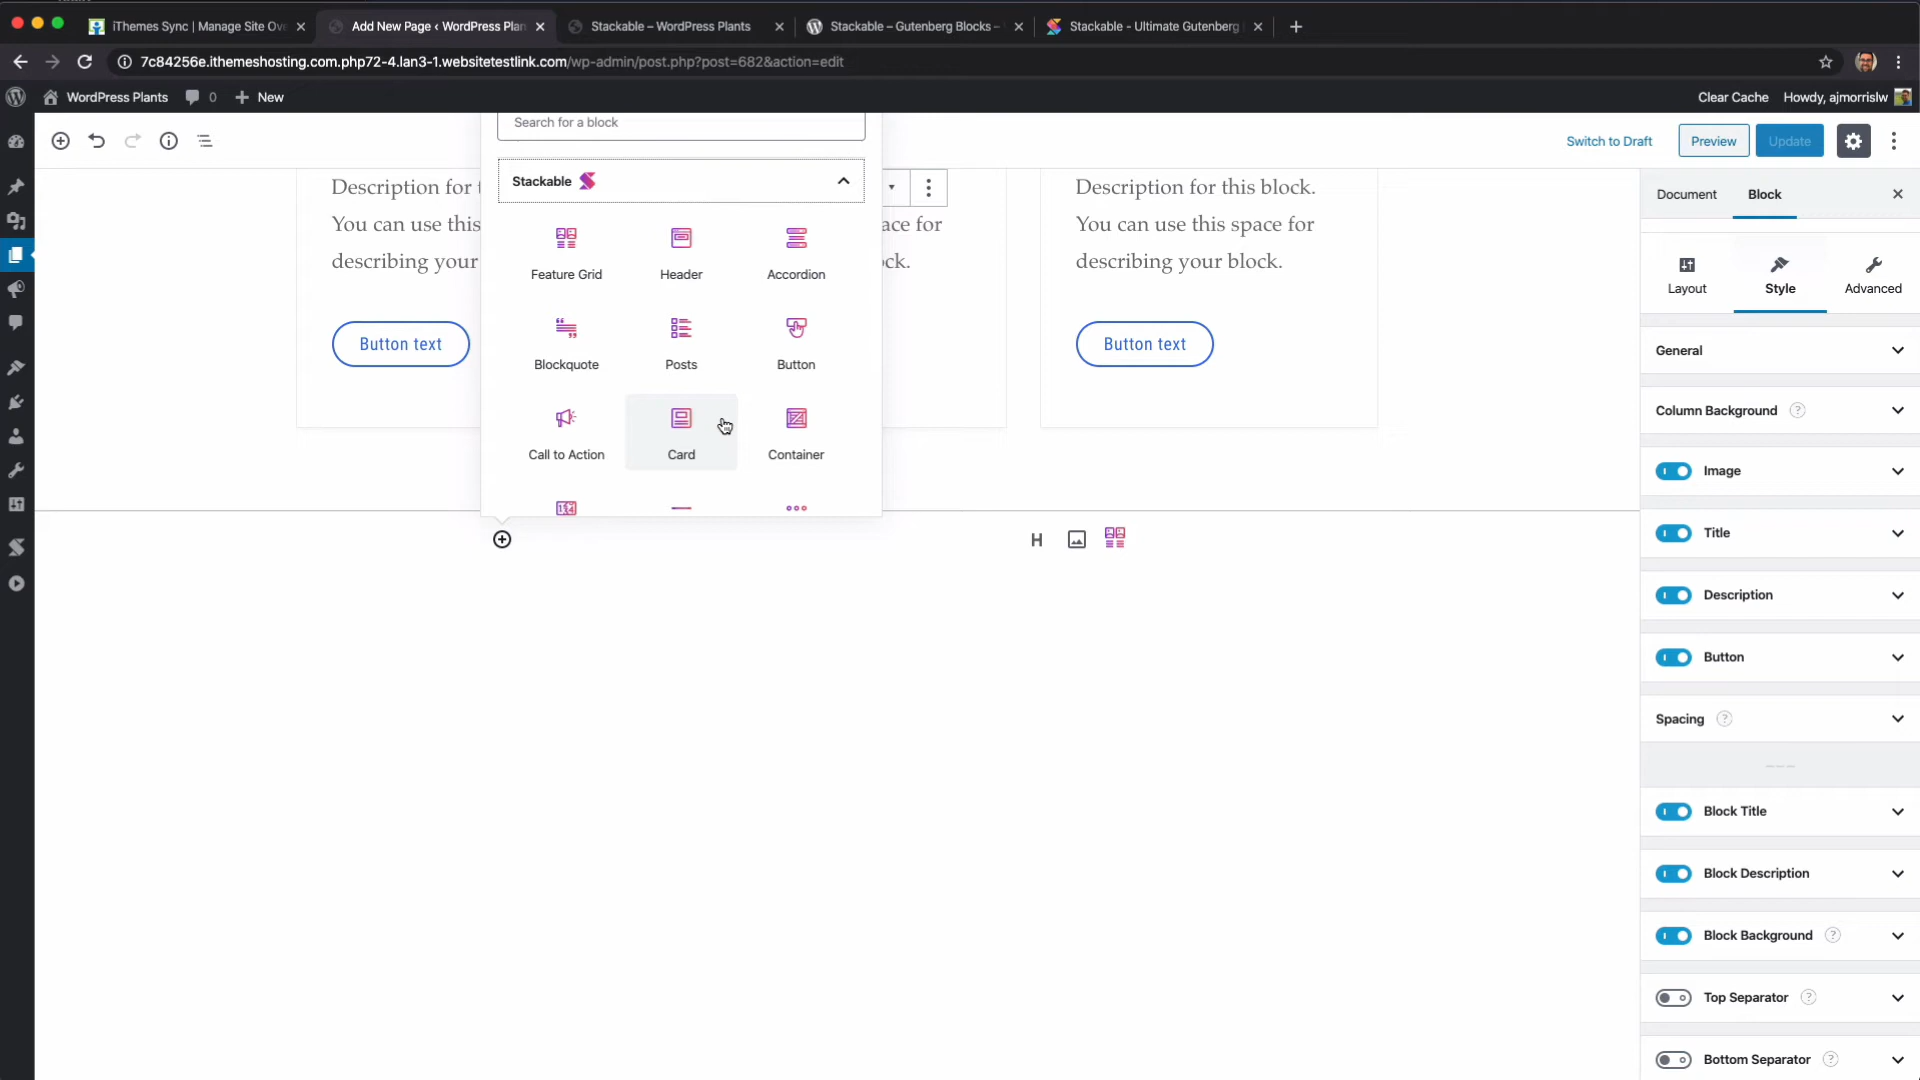 iThemes Sync | Manage Site Ove
Add New Page ‹ WordPress Plan
Stackable – WordPress Plants
Stackable – Gutenberg Blocks –
Stackable - Ultimate Gutenberg
7c84256e.ithemeshosting.com.php72-4.lan3-1.websitetestlink.com/wp-admin/post.php?post=682&action=edit
WordPress Plants
0
New
Clear Cache
Howdy, ajmorrislw
Switch to Draft
Preview
Update
Search for a block
Stackable
Feature Grid
Header
Accordion
Blockquote
Posts
Button
Call to Action
Card
Container
Description for t
You can use this
describing your
Button text
ace for
ck.
Description for this block.
You can use this space for
describing your block.
Button text
H
Document
Block
Layout
Style
Advanced
General
Column Background ?
Image
Title
Description
Button
Spacing ?
Block Title
Block Description
Block Background ?
Top Separator ?
Bottom Separator ?